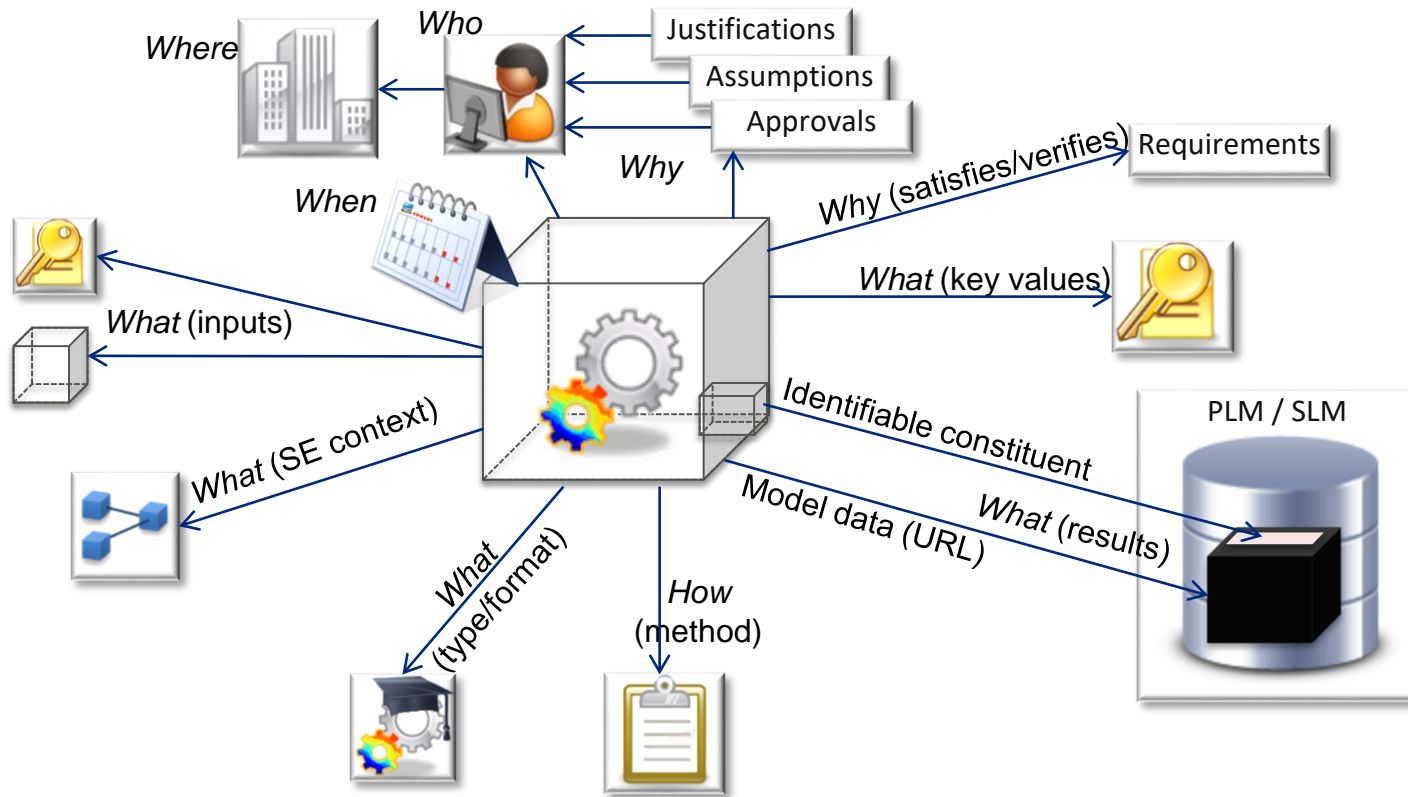 Who
Justifications
Where
Assumptions
Approvals
Why
Why (satisfies/verifies)
Requirements
When
What (key values)
What (inputs)
What (SE context)
Identifiable constituent
PLM / SLM
Model data (URL)
What (results)
What
(type/format)
How
(method)